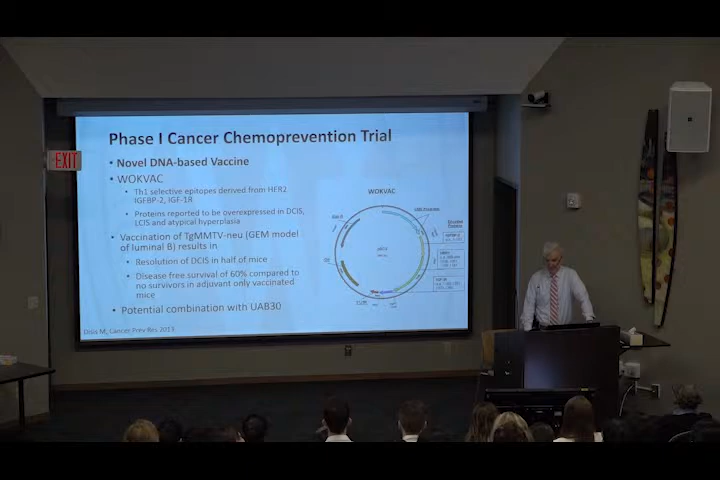 Phase I Cancer Chemoprevention Trial
• Novel DNA-based Vaccine
• WOKVAC
• Th1 selective epitopes derived from HER2
IGFBP-2, IGF-1R
• Proteins reported to be overexpressed in DCIS,
LCIS and atypical hyperplasia
• Vaccination of TgMMTV-neu (GEM model
of luminal B) results in
• Resolution of DCIS in half of mice
• Disease free survival of 60% compared to
no survivors in adjuvant only vaccinated
mice
• Potential combination with UAB30
Disis M, Cancer Prev Res 2013
WOKVAC
EXIT